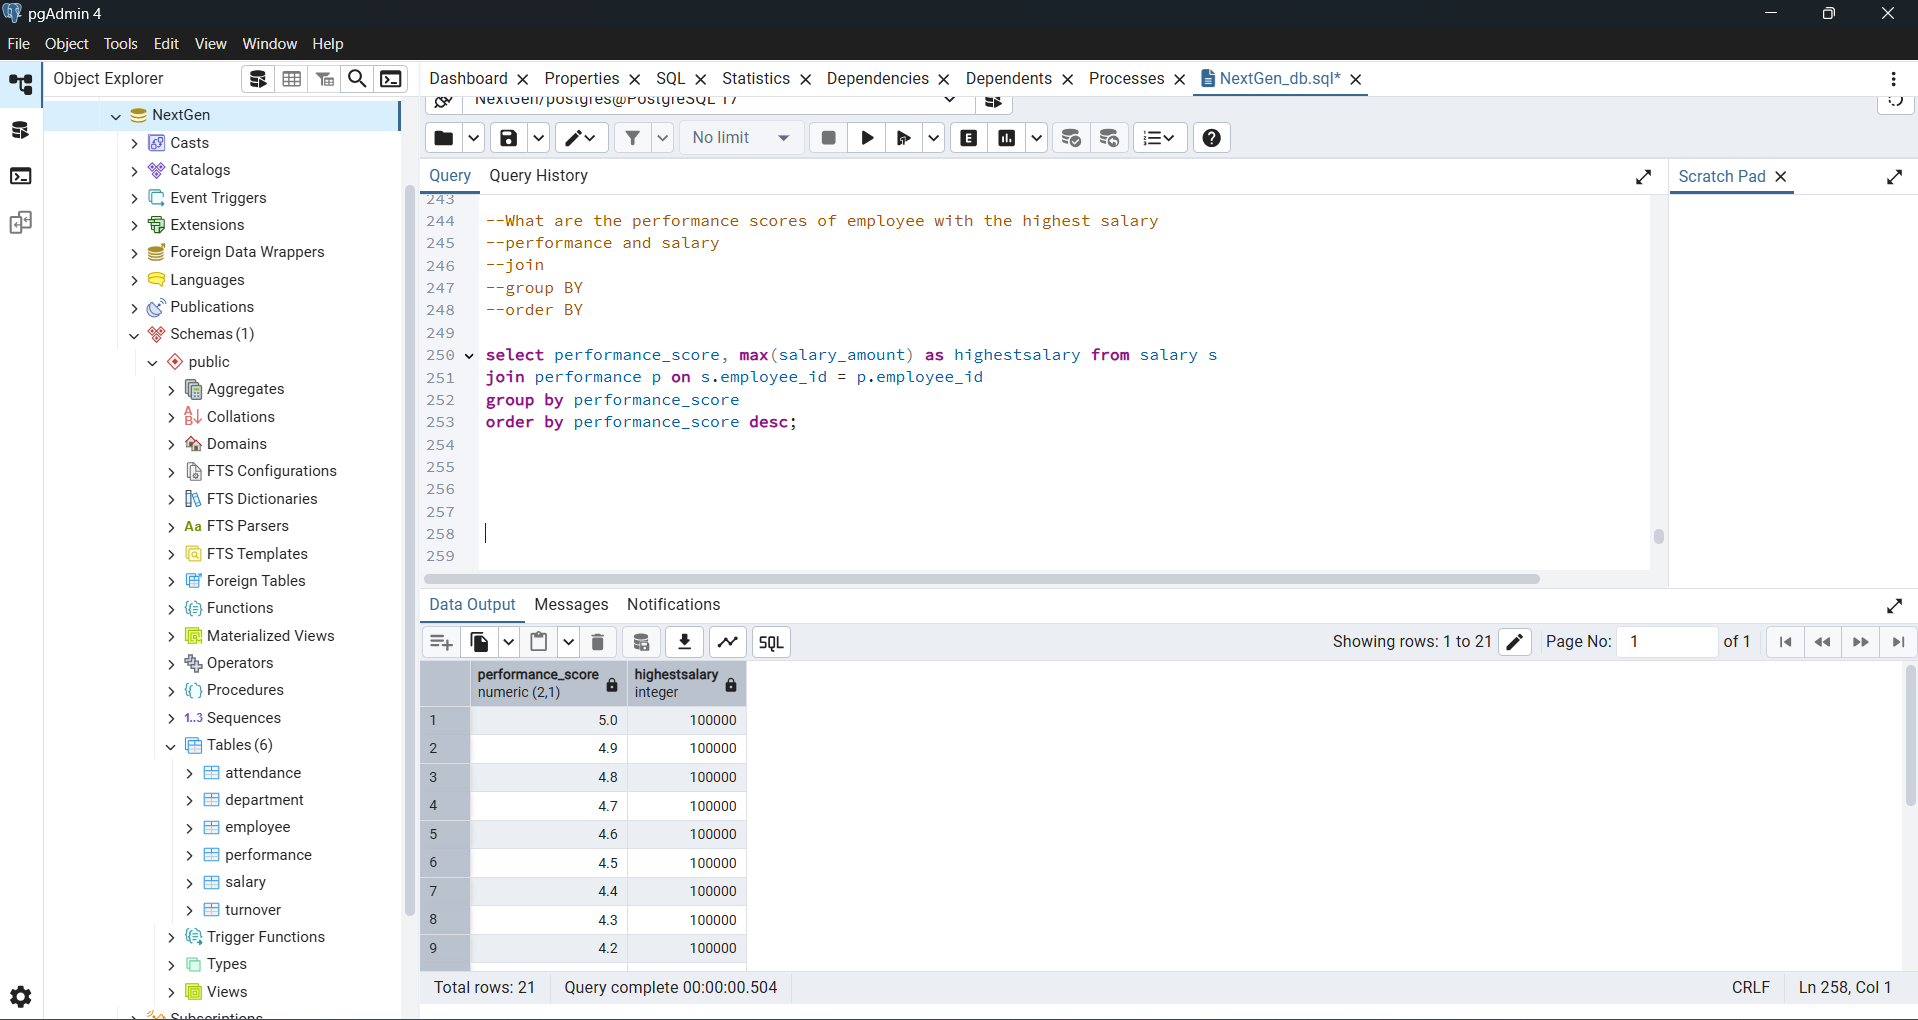 pgAdmin 4
File Object Tools Edit View Window Help
Object Explorer
Dashboard Properties SQL Statistics Dependencies Dependents Processes NextGen_db.sql*
NextGen/postgres@PostgreSQL 17
No limit
E
NextGen
Casts
Catalogs
Event Triggers
Extensions
Foreign Data Wrappers
Languages
Publications
Schemas (1)
public
Aggregates
Collations
Domains
FTS Configurations
FTS Dictionaries
Aa FTS Parsers
FTS Templates
Foreign Tables
Functions
Materialized Views
Operators
Procedures
1..3 Sequences
Tables (6)
attendance
department
employee
performance
salary
turnover
Trigger Functions
Types
Views
Subscriptions
Query Query History
Scratch Pad
243
244 --What are the performance scores of employee with the highest salary
245 --performance and salary
246 --join
247 --group BY
248 --order BY
249
250 select performance_score, max(salary_amount) as highestsalary from salary s
251 join performance p on s.employee_id = p.employee_id
252 group by performance_score
253 order by performance_score desc;
254
255
256
257
258
259
Data Output Messages Notifications
SQL
Showing rows: 1 to 21 Page No: 1 of 1
performance_score highestsalary
numeric (2,1) integer
1 5.0 100000
2 4.9 100000
3 4.8 100000
4 4.7 100000
5 4.6 100000
6 4.5 100000
7 4.4 100000
8 4.3 100000
9 4.2 100000
Total rows: 21 Query complete 00:00:00.504 CRLF Ln 258, Col 1